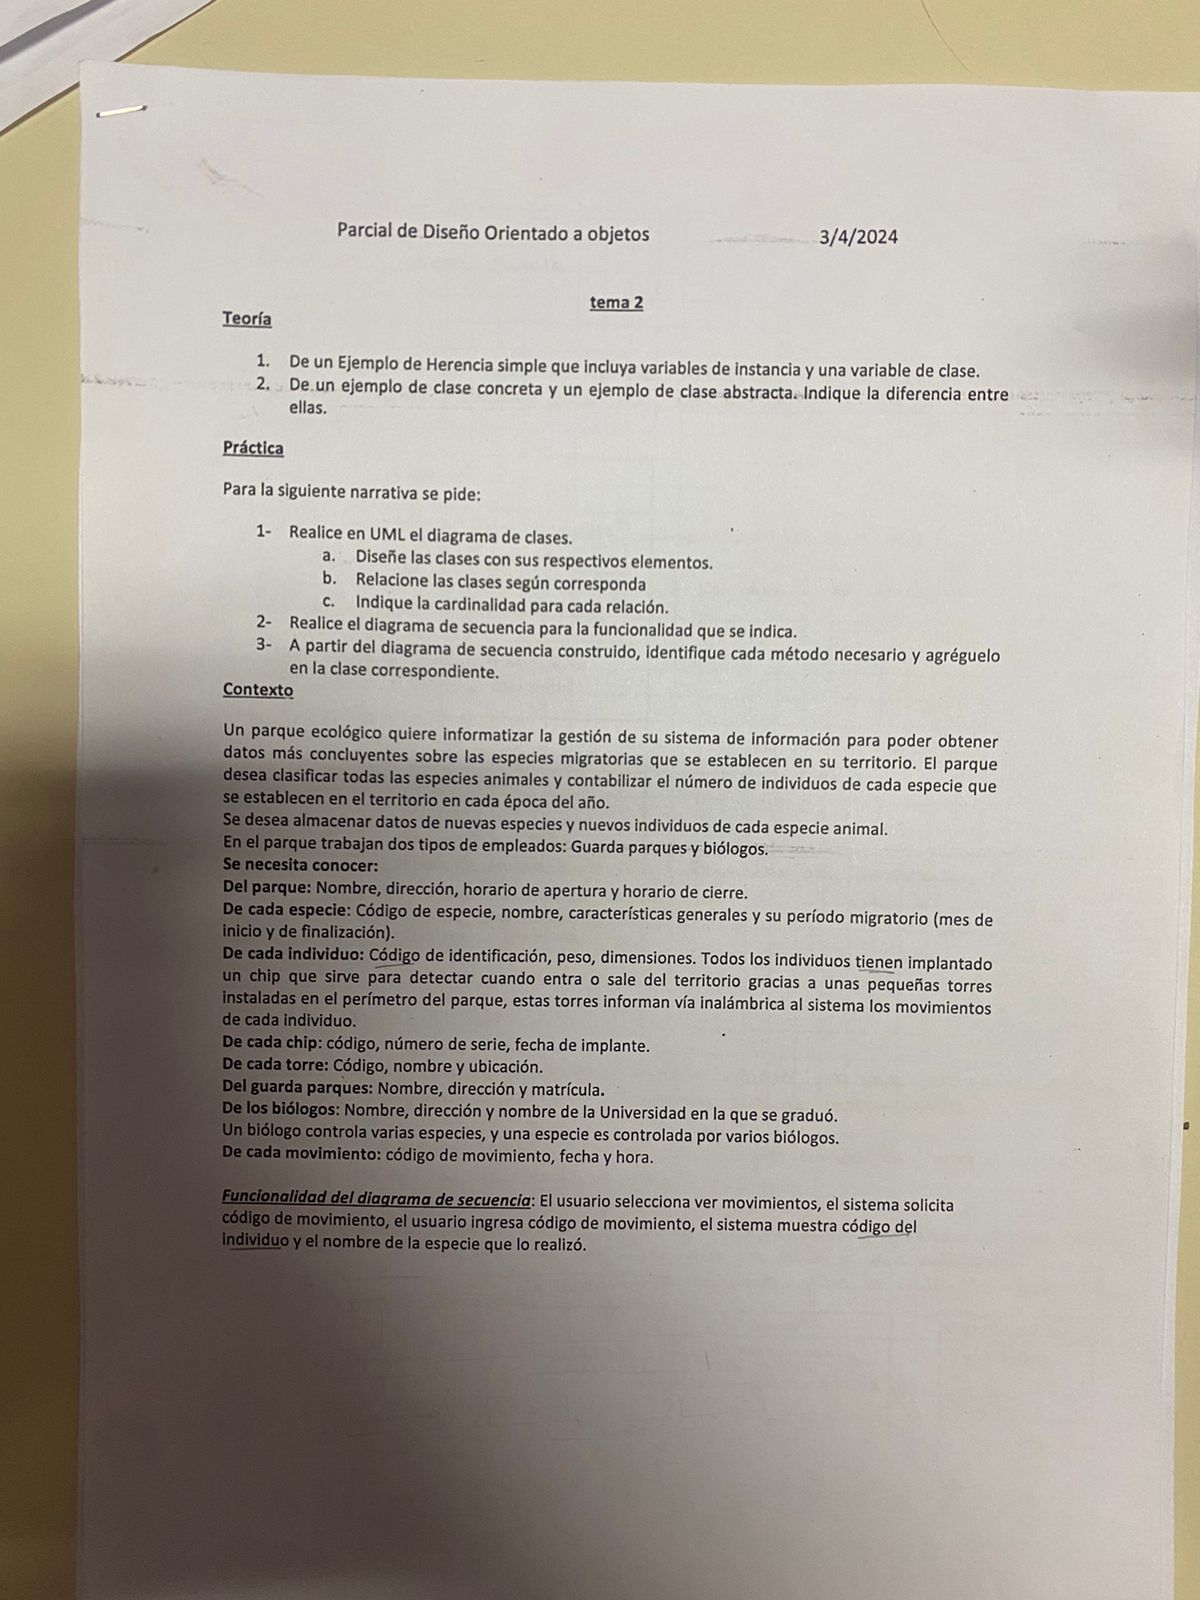 Parcial de Diseño Orientado a objetos 3/4/2024
tema 2
Teoría
1. De un Ejemplo de Herencia simple que incluya variables de instancia y una variable de clase.
2. De un ejemplo de clase concreta y un ejemplo de clase abstracta. Indique la diferencia entre
ellas.
Práctica
Para la siguiente narrativa se pide:
1- Realice en UML el diagrama de clases.
a. Diseñe las clases con sus respectivos elementos.
b. Relacione las clases según corresponda
c. Indique la cardinalidad para cada relación.
2- Realice el diagrama de secuencia para la funcionalidad que se indica.
3- A partir del diagrama de secuencia construido, identifique cada método necesario y agréguelo
en la clase correspondiente.
Contexto
Un parque ecológico quiere informatizar la gestión de su sistema de información para poder obtener
datos más concluyentes sobre las especies migratorias que se establecen en su territorio. El parque
desea clasificar todas las especies animales y contabilizar el número de individuos de cada especie que
se establecen en el territorio en cada época del año.
Se desea almacenar datos de nuevas especies y nuevos individuos de cada especie animal.
En el parque trabajan dos tipos de empleados: Guarda parques y biólogos.
Se necesita conocer:
Del parque: Nombre, dirección, horario de apertura y horario de cierre.
De cada especie: Código de especie, nombre, características generales y su período migratorio (mes de
inicio y de finalización).
De cada individuo: Código de identificación, peso, dimensiones. Todos los individuos tienen implantado
un chip que sirve para detectar cuando entra o sale del territorio gracias a unas pequeñas torres
instaladas en el perímetro del parque, estas torres informan vía inalámbrica al sistema los movimientos
de cada individuo.
De cada chip: código, número de serie, fecha de implante.
De cada torre: Código, nombre y ubicación.
Del guarda parques: Nombre, dirección y matrícula.
De los biólogos: Nombre, dirección y nombre de la Universidad en la que se graduó.
Un biólogo controla varias especies, y una especie es controlada por varios biólogos.
De cada movimiento: código de movimiento, fecha y hora.
Funcionalidad del diagrama de secuencia: El usuario selecciona ver movimientos, el sistema solicita
código de movimiento, el usuario ingresa código de movimiento, el sistema muestra código del
individuo y el nombre de la especie que lo realizó.